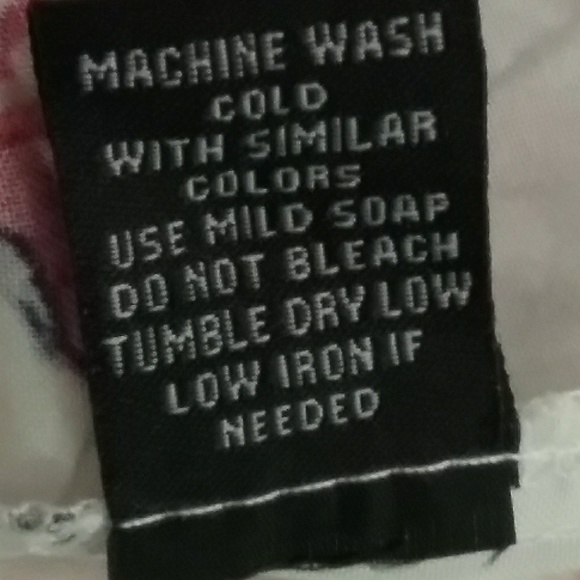 MACHINE WASH
COLD
WITH SIMILAR
COLORS
USE MILD SOAP
DO NOT BLEACH
TUMBLE DRY LOW
LOW IRON IF
NEEDED